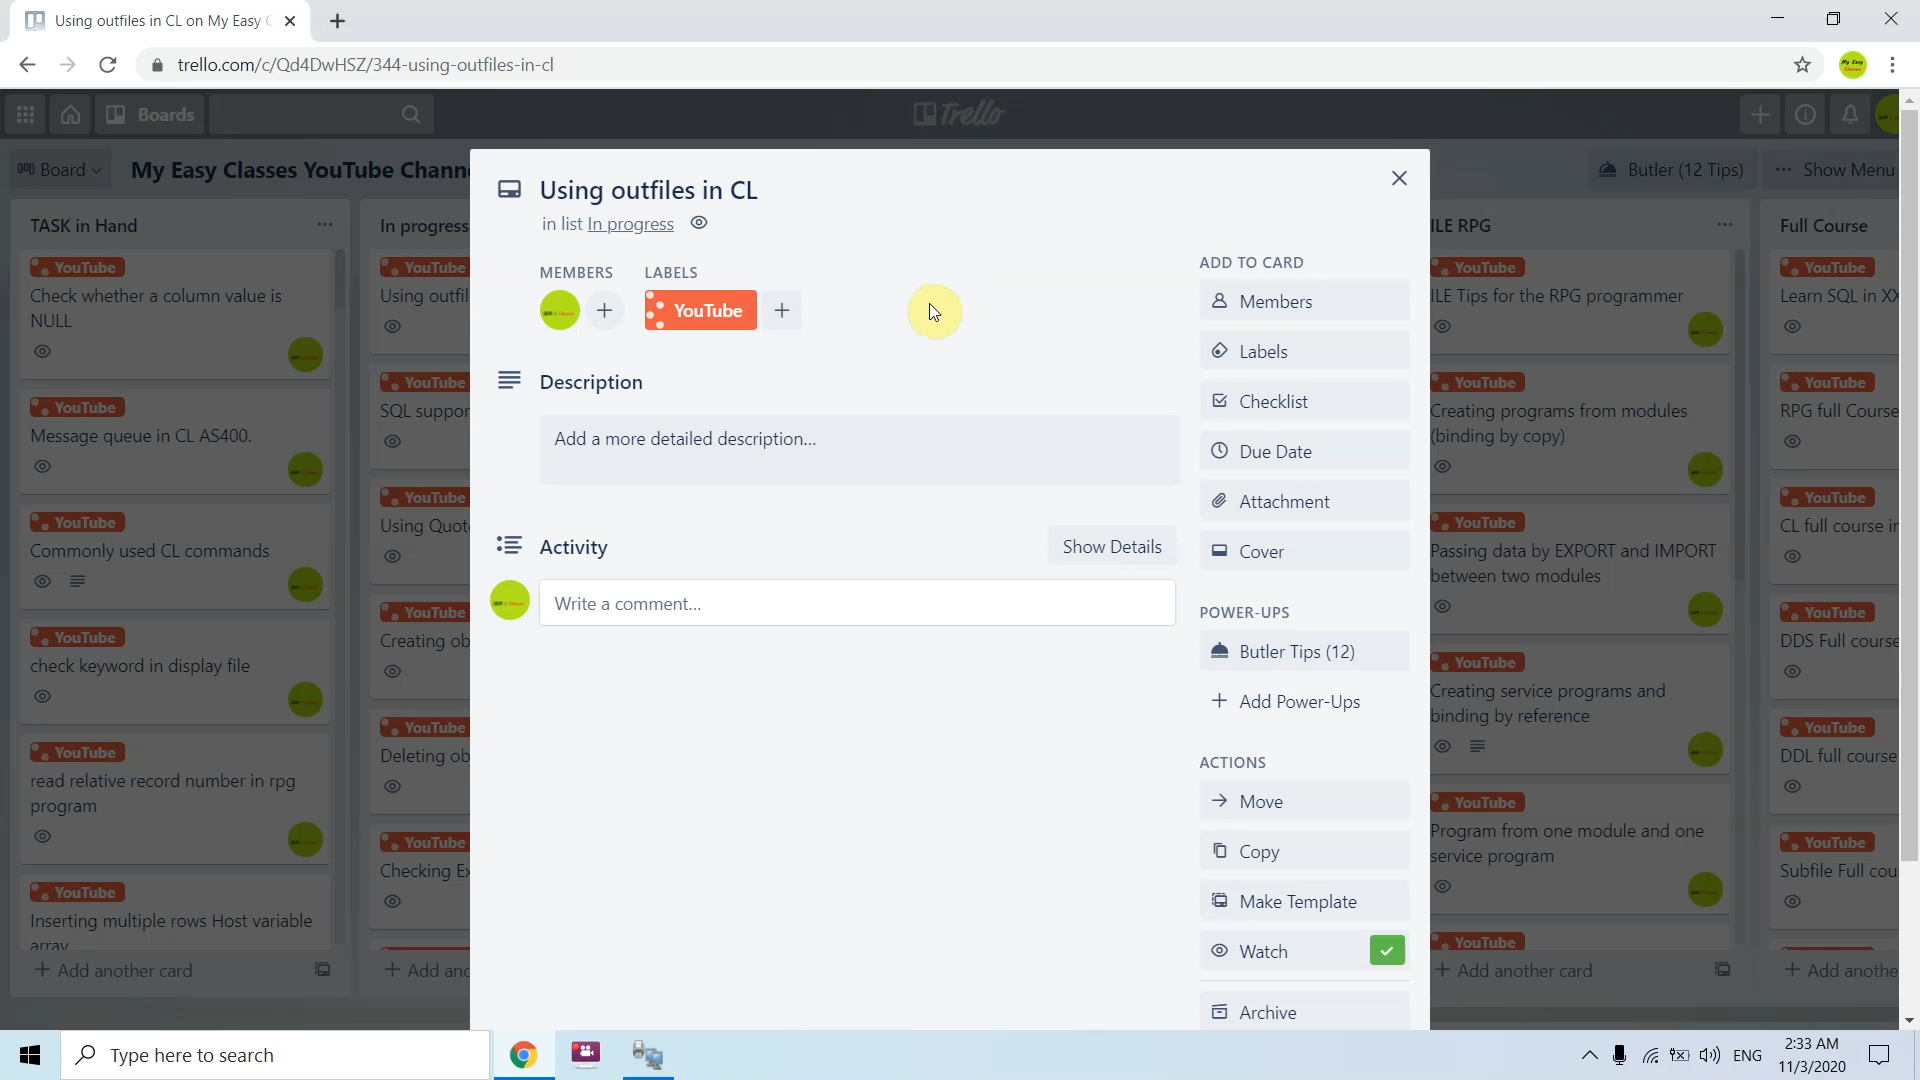 Using outfiles in CL on My Easy C
trello.com/c/Qd4DwHSZ/344-using-outfiles-in-cl
My Easy
Classes
Boards
Trello
Board
My Easy Classes YouTube Chann
Butler (12 Tips)
Show Menu
TASK in Hand
YouTube
Check whether a column value is
NULL
YouTube
Message queue in CL AS400.
YouTube
Commonly used CL commands
YouTube
check keyword in display file
YouTube
read relative record number in rpg
program
YouTube
Inserting multiple rows Host variable
array
Add another card
In progress
YouTube
Using outfil
YouTube
SQL suppor
YouTube
Using Quot
YouTube
Creating ob
YouTube
Deleting ob
YouTube
Checking Ex
Add ano
Using outfiles in CL
in list In progress
MEMBERS
LABELS
YouTube
Description
Add a more detailed description...
Activity
Show Details
Write a comment...
ADD TO CARD
Members
Labels
Checklist
Due Date
Attachment
Cover
POWER-UPS
Butler Tips (12)
Add Power-Ups
ACTIONS
Move
Copy
Make Template
Watch
Archive
ILE RPG
YouTube
ILE Tips for the RPG programmer
YouTube
Creating programs from modules
(binding by copy)
YouTube
Passing data by EXPORT and IMPORT
between two modules
YouTube
Creating service programs and
binding by reference
YouTube
Program from one module and one
service program
YouTube
Add another card
Full Course
YouTube
Learn SQL in XX
YouTube
RPG full Course
YouTube
CL full course in
YouTube
DDS Full course
YouTube
DDL full course
YouTube
Subfile Full cou
Add anothe
Type here to search
ENG
2:33 AM
11/3/2020